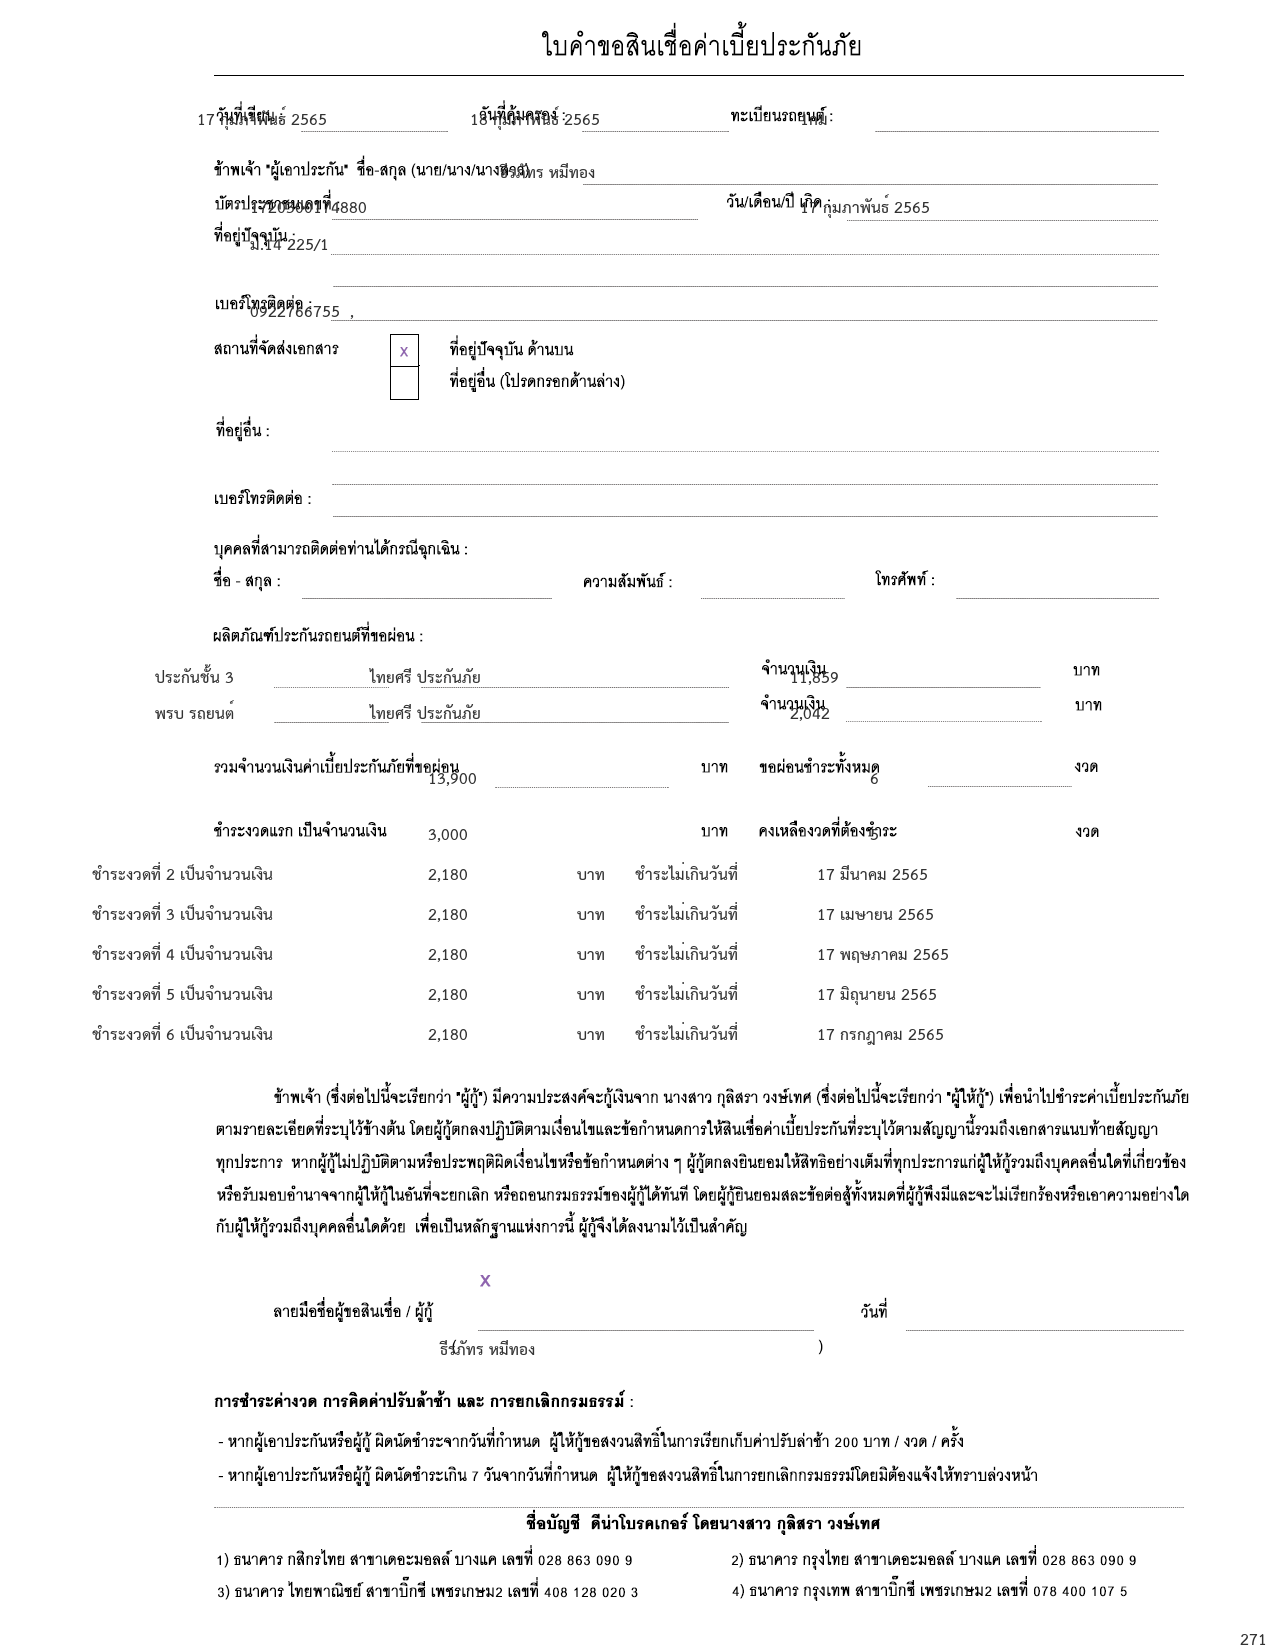 ใบคำขอสินเชื่อค่าเบี้ยประกันภัย
วันที่เขียน : 17 กุมภาพันธ์ 2565 วันที่คุ้มครอง : 18 กุมภาพันธ์ 2565 ทะเบียนรถยนต์ : 1คม
ข้าพเจ้า "ผู้เอาประกัน" ชื่อ-สกุล (นาย/นาง/นางสาว) ธีรภัทร หมีทอง
บัตรประชาชนเลขที่ : 1720500174880 วัน/เดือน/ปี เกิด : 17 กุมภาพันธ์ 2565
ที่อยู่ปัจจุบัน : ม.14 225/1
เบอร์โทรติดต่อ : 0922766755 ,
สถานที่จัดส่งเอกสาร x ที่อยู่ปัจจุบัน ด้านบน
ที่อยู่อื่น (โปรดกรอกด้านล่าง)
ที่อยู่อื่น :
เบอร์โทรติดต่อ :
บุคคลที่สามารถติดต่อท่านได้กรณีฉุกเฉิน :
ชื่อ - สกุล : ความสัมพันธ์ : โทรศัพท์ :
ผลิตภัณฑ์ประกันรถยนต์ที่ขอผ่อน :
ประกันชั้น 3 ไทยศรี ประกันภัย จำนวนเงิน 11,859 บาท
พรบ รถยนต์ ไทยศรี ประกันภัย จำนวนเงิน 2,042 บาท
รวมจำนวนเงินค่าเบี้ยประกันภัยที่ขอผ่อน 13,900 บาท ขอผ่อนชำระทั้งหมด 6 งวด
ชำระงวดแรก เป็นจำนวนเงิน 3,000 บาท คงเหลืองวดที่ต้องชำระ 5 งวด
ชำระงวดที่ 2 เป็นจำนวนเงิน 2,180 บาท ชำระไม่เกินวันที่ 17 มีนาคม 2565
ชำระงวดที่ 3 เป็นจำนวนเงิน 2,180 บาท ชำระไม่เกินวันที่ 17 เมษายน 2565
ชำระงวดที่ 4 เป็นจำนวนเงิน 2,180 บาท ชำระไม่เกินวันที่ 17 พฤษภาคม 2565
ชำระงวดที่ 5 เป็นจำนวนเงิน 2,180 บาท ชำระไม่เกินวันที่ 17 มิถุนายน 2565
ชำระงวดที่ 6 เป็นจำนวนเงิน 2,180 บาท ชำระไม่เกินวันที่ 17 กรกฎาคม 2565
ข้าพเจ้า (ซึ่งต่อไปนี้จะเรียกว่า "ผู้กู้") มีความประสงค์จะกู้เงินจาก นางสาว กุลิสรา วงษ์เทศ (ซึ่งต่อไปนี้จะเรียกว่า "ผู้ให้กู้") เพื่อนำไปชำระค่าเบี้ยประกันภัย
ตามรายละเอียดที่ระบุไว้ข้างต้น โดยผู้กู้ตกลงปฏิบัติตามเงื่อนไขและข้อกำหนดการให้สินเชื่อค่าเบี้ยประกันที่ระบุไว้ตามสัญญานี้รวมถึงเอกสารแนบท้ายสัญญา
ทุกประการ หากผู้กู้ไม่ปฏิบัติตามหรือประพฤติผิดเงื่อนไขหรือข้อกำหนดต่าง ๆ ผู้กู้ตกลงยินยอมให้สิทธิอย่างเต็มที่ทุกประการแก่ผู้ให้กู้รวมถึงบุคคลอื่นใดที่เกี่ยวข้อง
หรือรับมอบอำนาจจากผู้ให้กู้ในอันที่จะยกเลิก หรือถอนกรมธรรม์ของผู้กู้ได้ทันที โดยผู้กู้ยินยอมสละข้อต่อสู้ทั้งหมดที่ผู้กู้พึงมีและจะไม่เรียกร้องหรือเอาความอย่างใด
กับผู้ให้กู้รวมถึงบุคคลอื่นใดด้วย เพื่อเป็นหลักฐานแห่งการนี้ ผู้กู้จึงได้ลงนามไว้เป็นสำคัญ
x
ลายมือชื่อผู้ขอสินเชื่อ / ผู้กู้ วันที่
( ธีรภัทร หมีทอง )
การชำระค่างวด การคิดค่าปรับล้าช้า และ การยกเลิกกรมธรรม์ :
- หากผู้เอาประกันหรือผู้กู้ ผิดนัดชำระจากวันที่กำหนด ผู้ให้กู้ขอสงวนสิทธิ์ในการเรียกเก็บค่าปรับล่าช้า 200 บาท / งวด / ครั้ง
- หากผู้เอาประกันหรือผู้กู้ ผิดนัดชำระเกิน 7 วันจากวันที่กำหนด ผู้ให้กู้ขอสงวนสิทธิ์ในการยกเลิกกรมธรรม์โดยมิต้องแจ้งให้ทราบล่วงหน้า
ชื่อบัญชี ดีน่าโบรคเกอร์ โดยนางสาว กุลิสรา วงษ์เทศ
1) ธนาคาร กสิกรไทย สาขาเดอะมอลล์ บางแค เลขที่ 028 863 090 9 2) ธนาคาร กรุงไทย สาขาเดอะมอลล์ บางแค เลขที่ 028 863 090 9
3) ธนาคาร ไทยพาณิชย์ สาขาบิ๊กซี เพชรเกษม2 เลขที่ 408 128 020 3 4) ธนาคาร กรุงเทพ สาขาบิ๊กซี เพชรเกษม2 เลขที่ 078 400 107 5
271